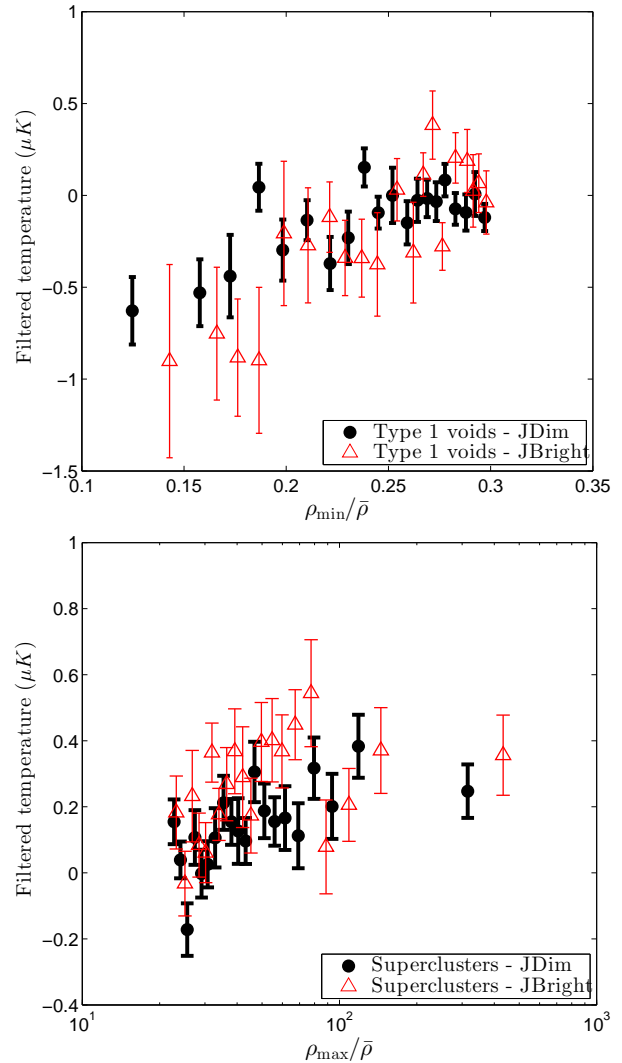 1
0.5
0
−0.5
−1
−1.5
Filtered temperature (μK)
Type 1 voids - JDim
Type 1 voids - JBright
0.1 0.15 0.2 0.25 0.3 0.35
ρmin/ρ̄
1
0.8
0.6
0.4
0.2
0
−0.2
−0.4
Filtered temperature (μK)
Superclusters - JDim
Superclusters - JBright
10¹ 10² 10³
ρmax/ρ̄